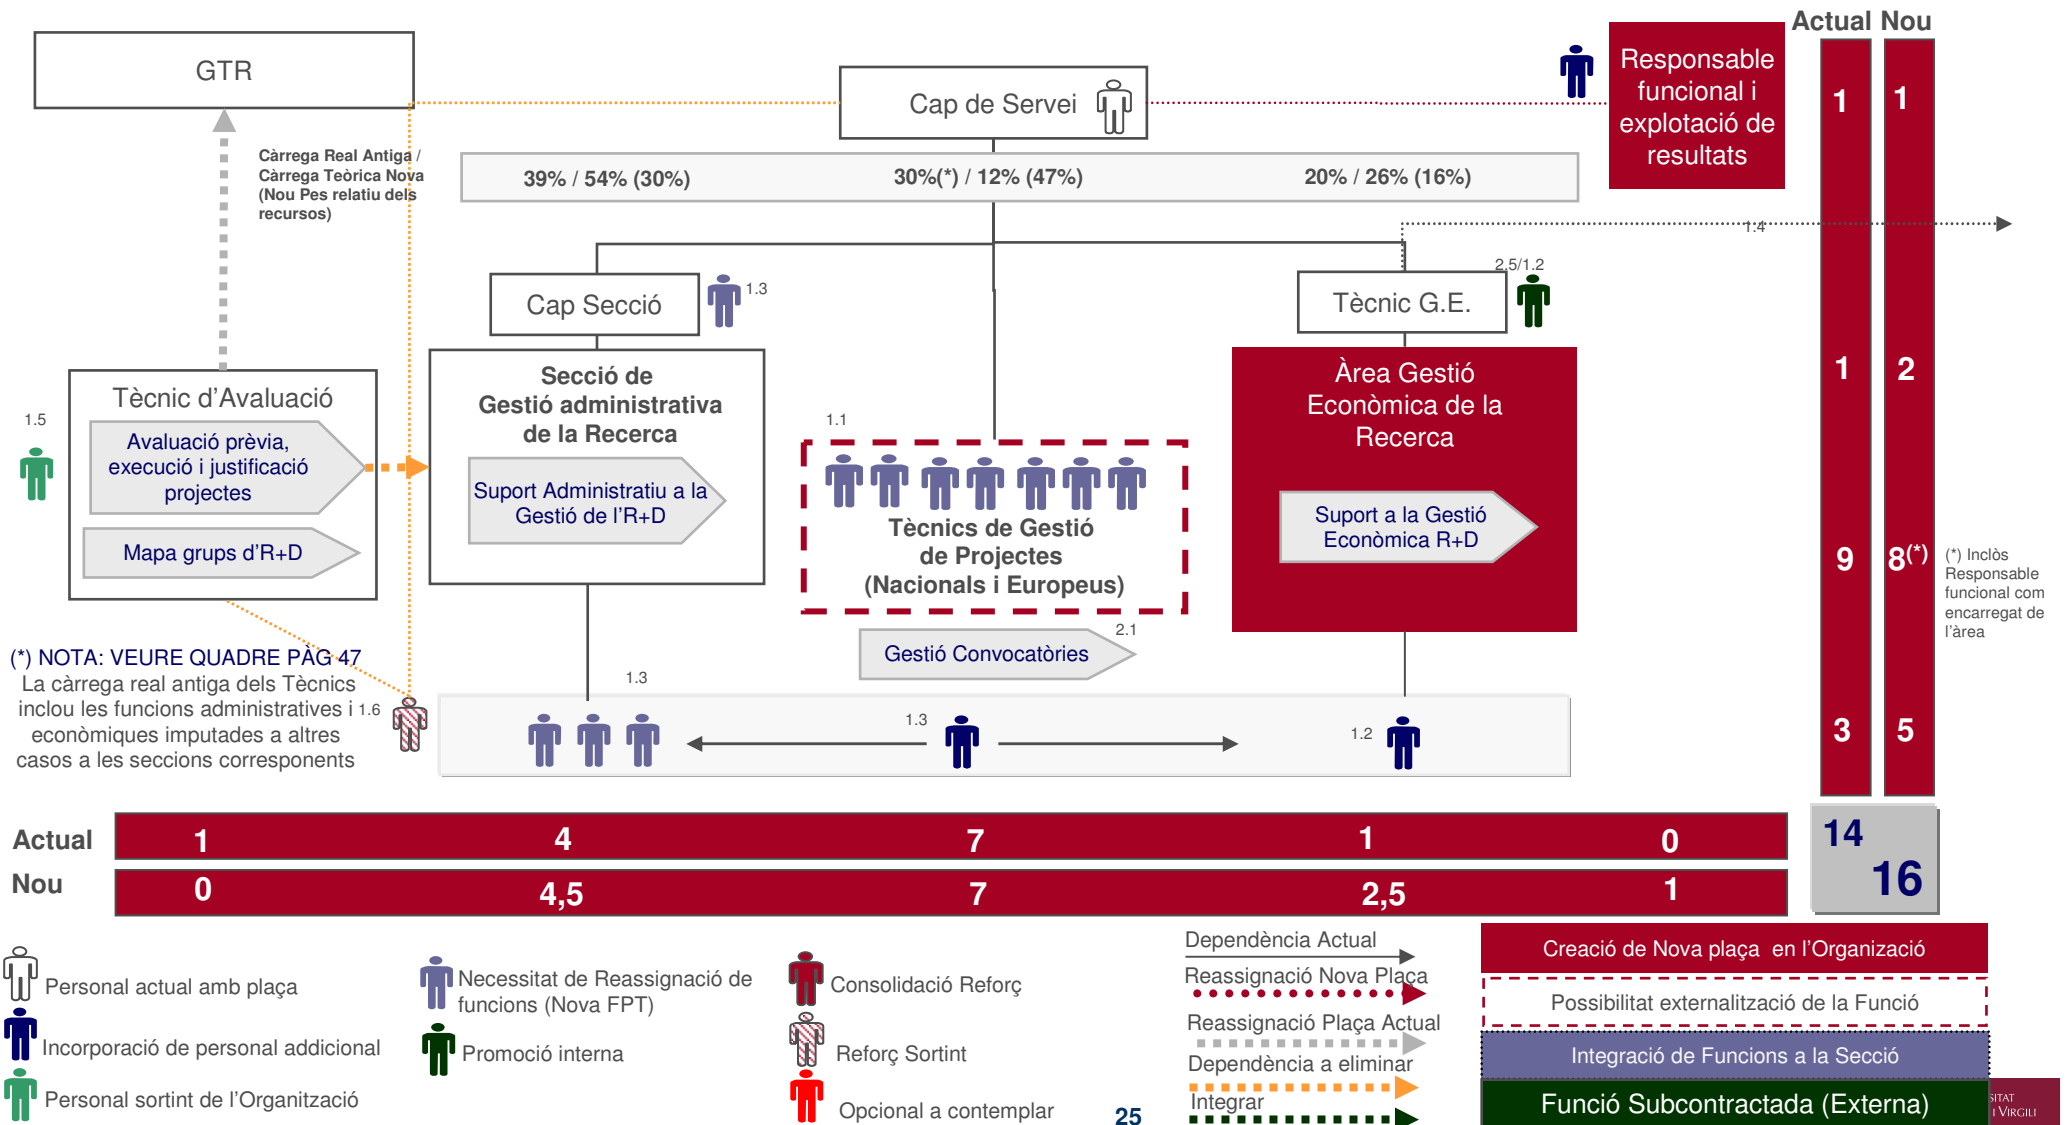 Actual Nou
GTR
Cap de Servei
Responsable
funcional i
explotació de
resultats
1
1
Càrrega Real Antiga /
Càrrega Teòrica Nova
(Nou Pes relatiu dels
recursos)
39% / 54% (30%)
30%(*) / 12% (47%)
20% / 26% (16%)
1.4
Cap Secció
1.3
2.5/1.2
Tècnic G.E.
1
2
Tècnic d’Avaluació
1.5
Avaluació prèvia,
execució i justificació
projectes
Mapa grups d’R+D
Secció de
Gestió administrativa
de la Recerca
Suport Administratiu a la
Gestió de l’R+D
1.1
Tècnics de Gestió
de Projectes
(Nacionals i Europeus)
2.1
Gestió Convocatòries
Àrea Gestió
Econòmica de la
Recerca
Suport a la Gestió
Econòmica R+D
9
8(*)
(*) Inclòs
Responsable
funcional com
encarregat de
l’àrea
(*) NOTA: VEURE QUADRE PÀG 47
La càrrega real antiga dels Tècnics
inclou les funcions administratives i
econòmiques imputades a altres
casos a les seccions corresponents
1.6
1.3
1.3
1.2
3
5
Actual
1
4
7
1
0
14
Nou
0
4,5
7
2,5
1
16
Personal actual amb plaça
Incorporació de personal addicional
Personal sortint de l’Organització
Necessitat de Reassignació de
funcions (Nova FPT)
Promoció interna
Consolidació Reforç
Reforç Sortint
Opcional a contemplar
Dependència Actual
Reassignació Nova Plaça
Reassignació Plaça Actual
Dependència a eliminar
Integrar
Creació de Nova plaça en l’Organització
Possibilitat externalització de la Funció
Integració de Funcions a la Secció
Funció Subcontractada (Externa)
25
SITAT
I VIRGILI